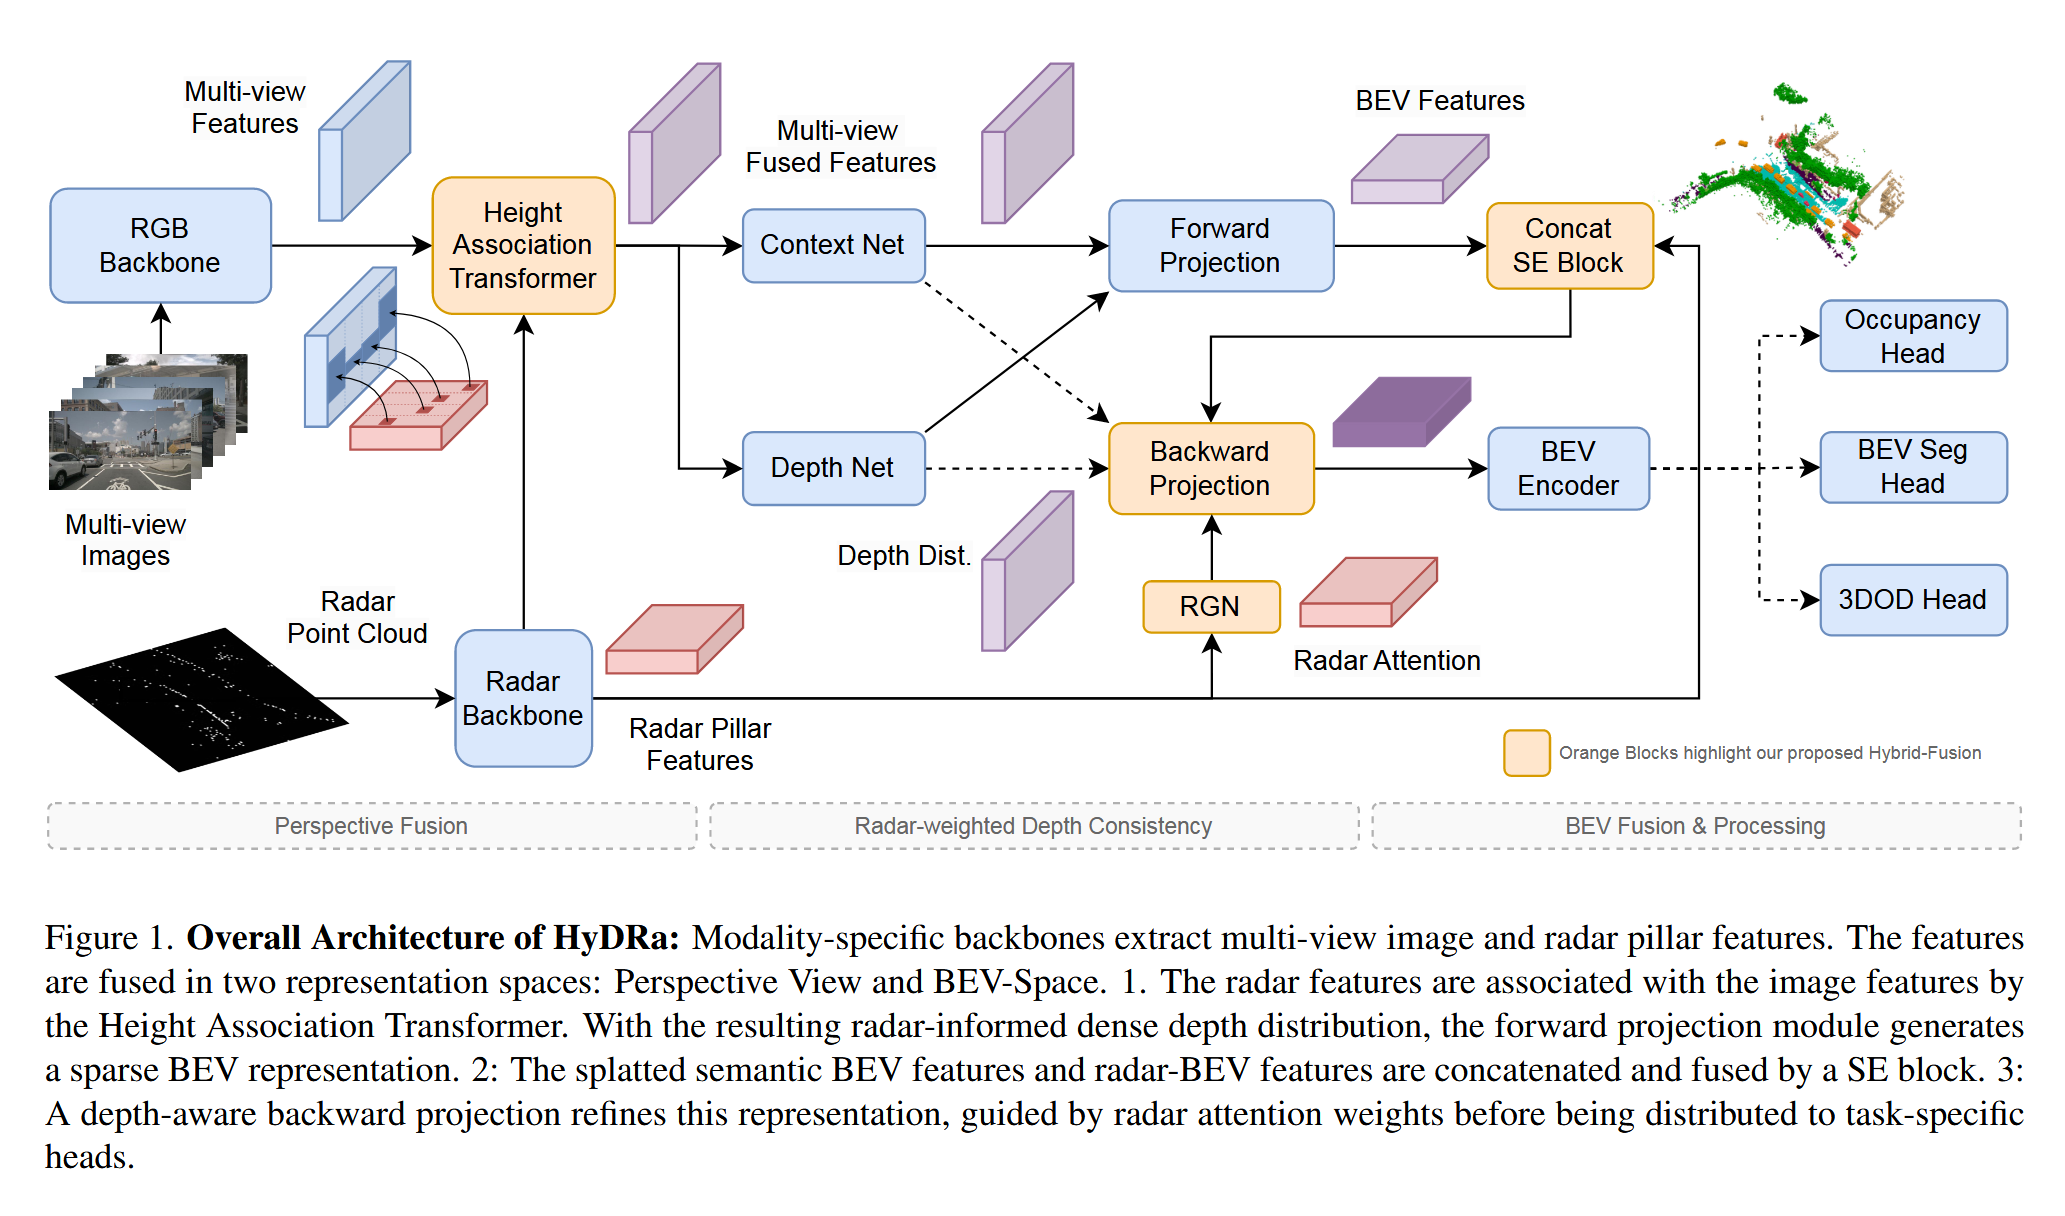 Multi-view
Features
Multi-view
Fused Features
BEV Features
RGB
Backbone
Height
Association
Transformer
Context Net
Forward
Projection
Concat
SE Block
Occupancy
Head
Multi-view
Images
Depth Net
Backward
Projection
BEV
Encoder
BEV Seg
Head
Depth Dist.
RGN
3DOD Head
Radar
Point Cloud
Radar Attention
Radar
Backbone
Radar Pillar
Features
Orange Blocks highlight our proposed Hybrid-Fusion
Perspective Fusion
Radar-weighted Depth Consistency
BEV Fusion & Processing
Figure 1. Overall Architecture of HyDRa: Modality-specific backbones extract multi-view image and radar pillar features. The features
are fused in two representation spaces: Perspective View and BEV-Space. 1. The radar features are associated with the image features by
the Height Association Transformer. With the resulting radar-informed dense depth distribution, the forward projection module generates
a sparse BEV representation. 2: The splatted semantic BEV features and radar-BEV features are concatenated and fused by a SE block. 3:
A depth-aware backward projection refines this representation, guided by radar attention weights before being distributed to task-specific
heads.